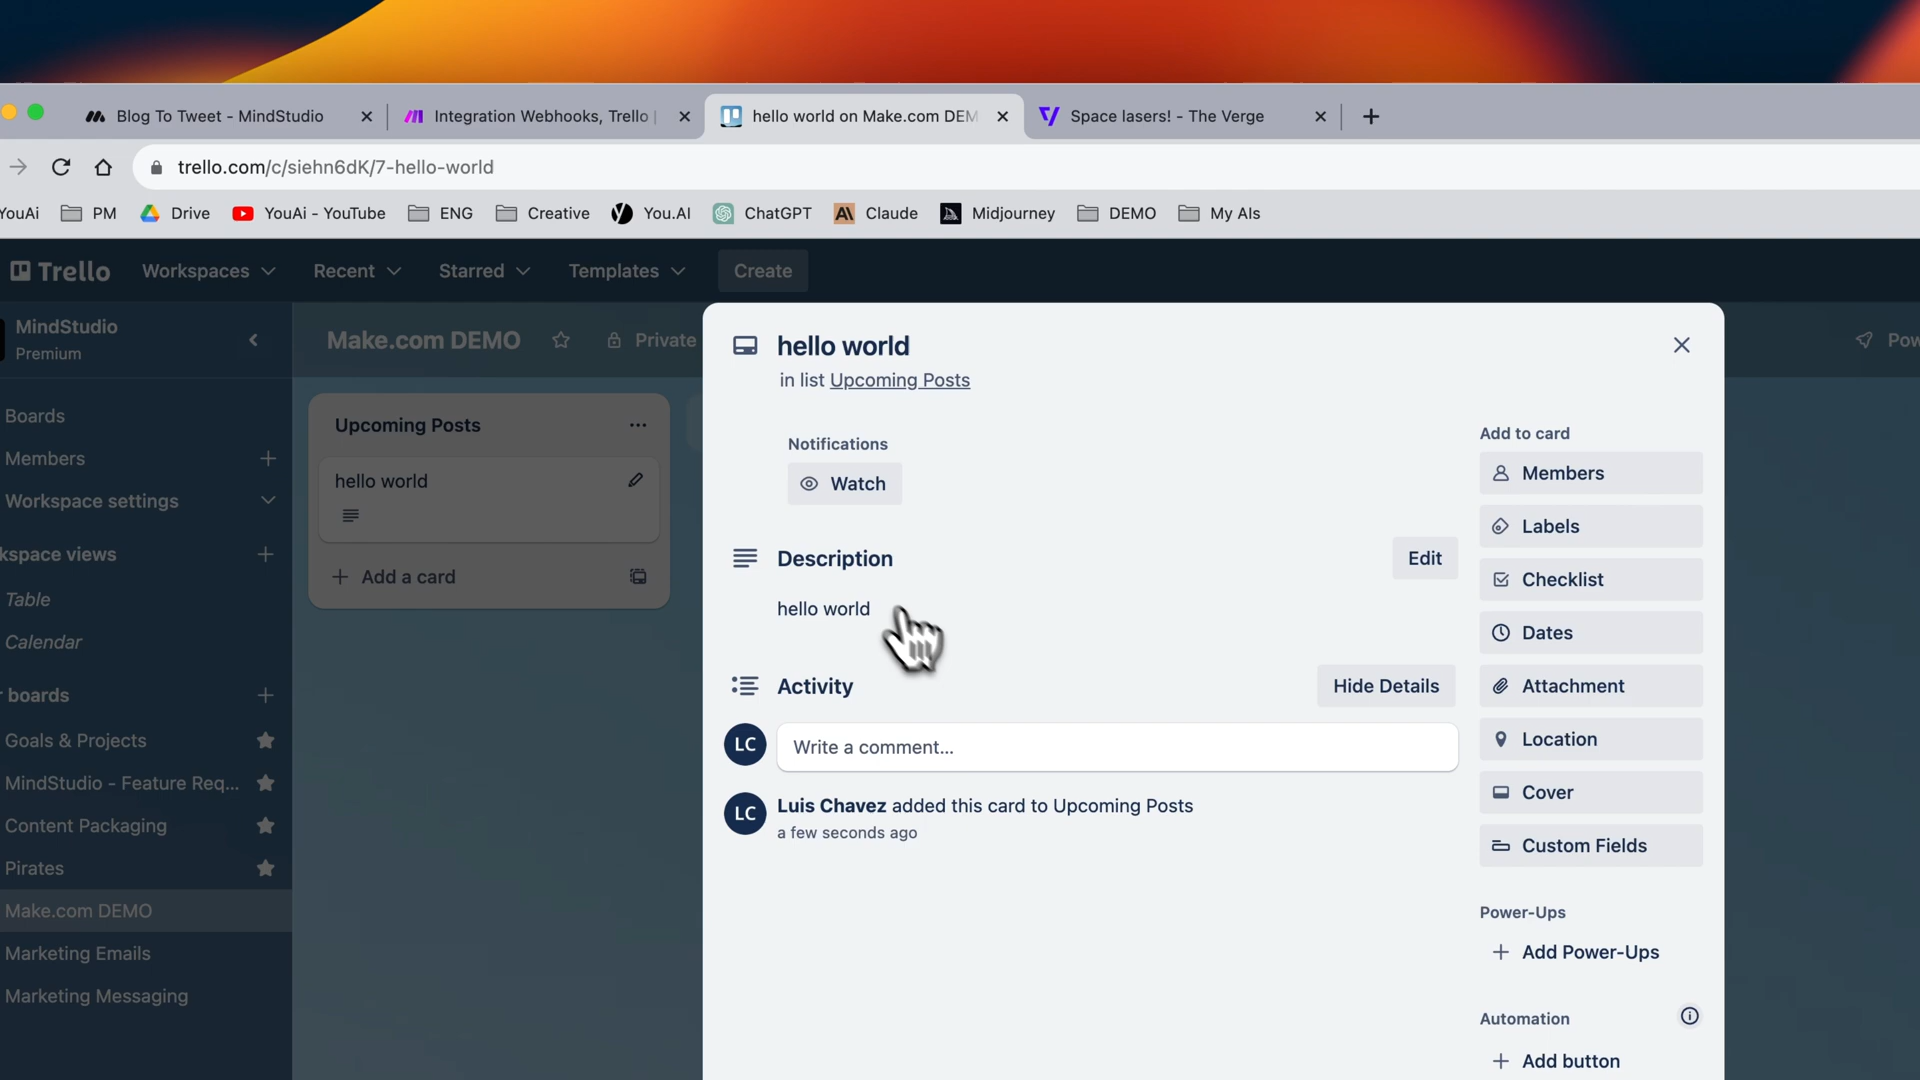 Blog To Tweet - MindStudio
Integration Webhooks, Trello |
hello world on Make.com DEM
Space lasers! - The Verge
trello.com/c/siehn6dK/7-hello-world
YouAi
PM
Drive
YouAi - YouTube
ENG
Creative
You.AI
ChatGPT
Claude
Midjourney
DEMO
My AIs
Trello
Workspaces
Recent
Starred
Templates
Create
MindStudio
Premium
Boards
Members
Workspace settings
kspace views
Table
Calendar
r boards
Goals & Projects
MindStudio - Feature Req...
Content Packaging
Pirates
Make.com DEMO
Marketing Emails
Marketing Messaging
Make.com DEMO
Private
Pow
Upcoming Posts
hello world
Add a card
hello world
in list Upcoming Posts
Notifications
Watch
Description
Edit
hello world
Activity
Hide Details
LC
Write a comment...
LC
Luis Chavez added this card to Upcoming Posts
a few seconds ago
Add to card
Members
Labels
Checklist
Dates
Attachment
Location
Cover
Custom Fields
Power-Ups
Add Power-Ups
Automation
Add button